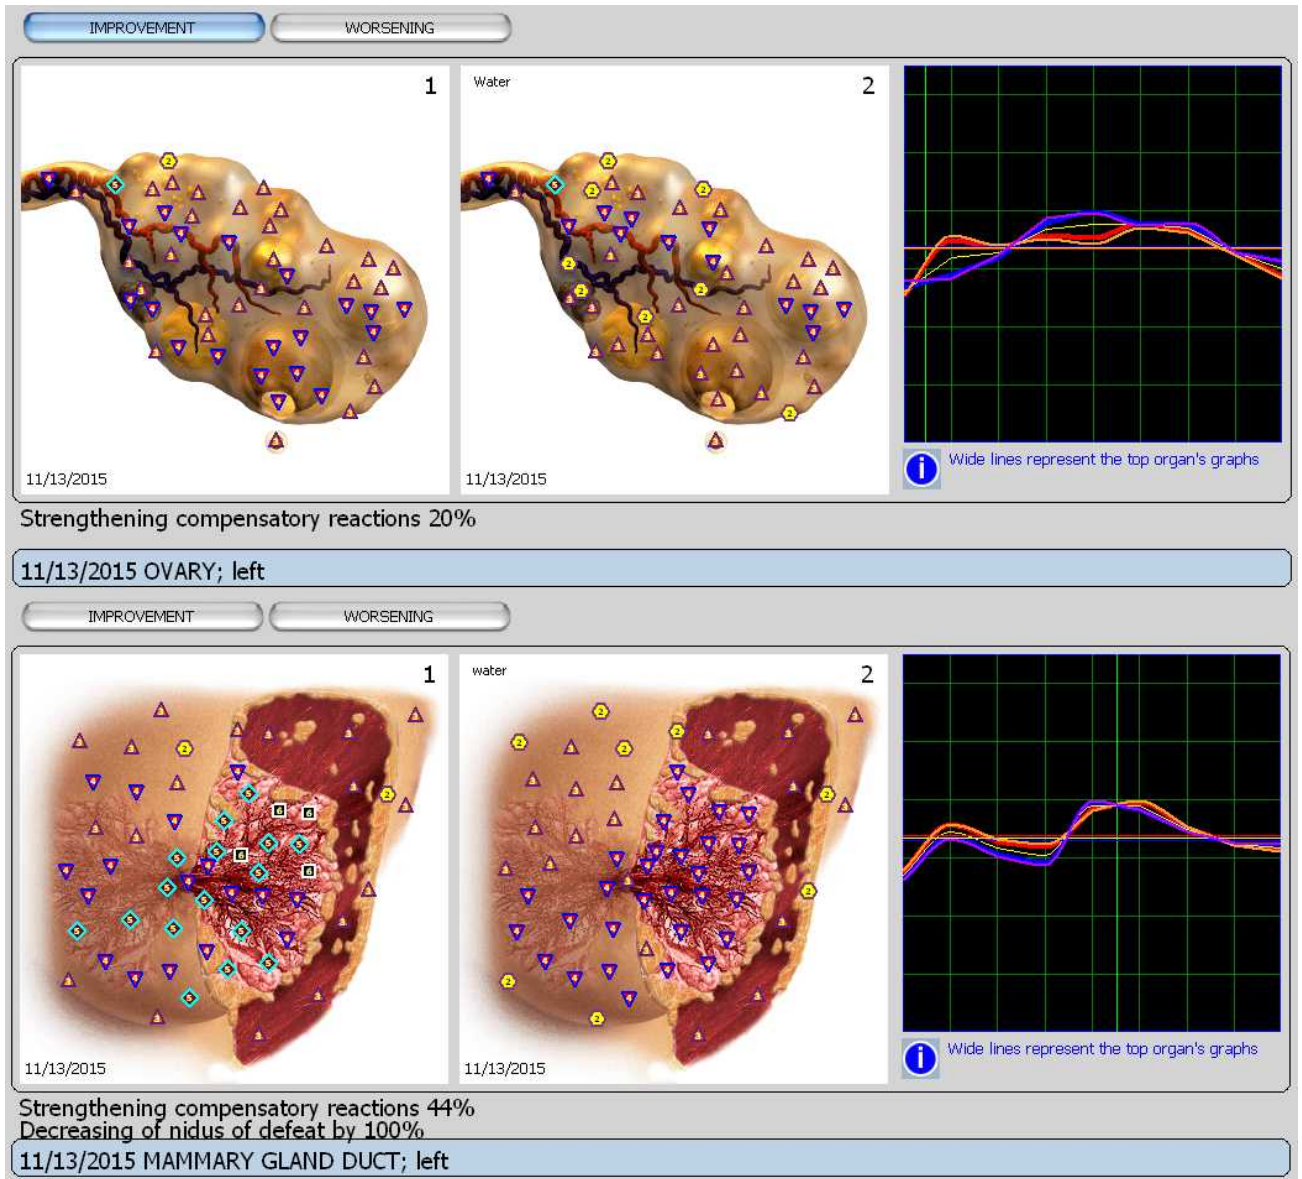 IMPROVEMENT WORSENING
1
Water 2
11/13/2015 11/13/2015
Wide lines represent the top organ's graphs
Strengthening compensatory reactions 20%
11/13/2015 OVARY; left
IMPROVEMENT WORSENING
1
water 2
11/13/2015 11/13/2015
Wide lines represent the top organ's graphs
Strengthening compensatory reactions 44%
Decreasing of nidus of defeat by 100%
11/13/2015 MAMMARY GLAND DUCT; left